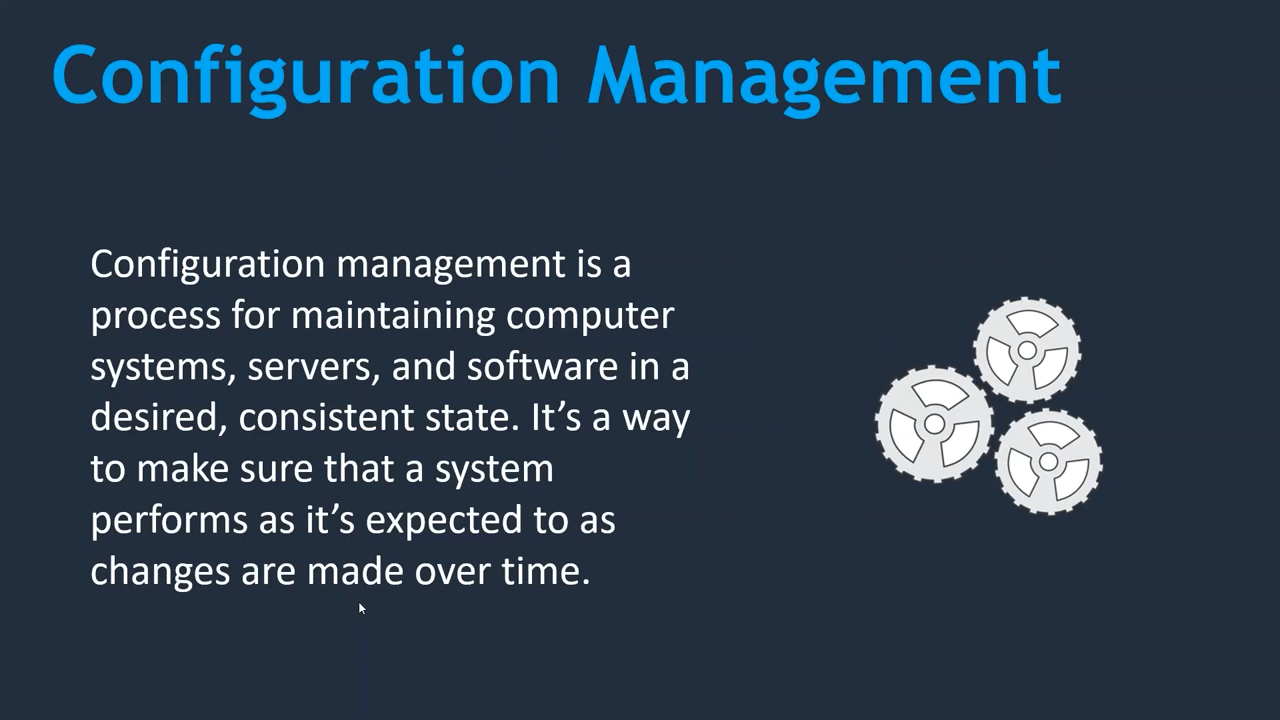 Configuration Management
Configuration management is a
process for maintaining computer
systems, servers, and software in a
desired, consistent state. It’s a way
to make sure that a system
performs as it’s expected to as
changes are made over time.